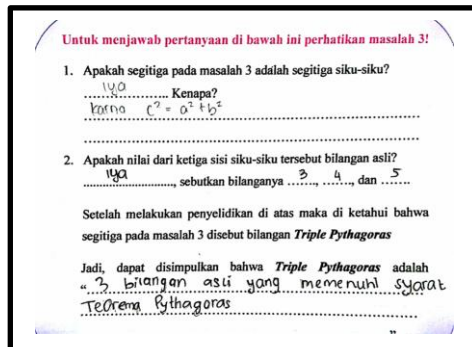 Untuk menjawab pertanyaan di bawah ini perhatikan masalah 3!
1. Apakah segitiga pada masalah 3 adalah segitiga siku-siku?
iya Kenapa?
karna c² = a² + b²
2. Apakah nilai dari ketiga sisi siku-siku tersebut bilangan asli?
iya, sebutkan bilanganya 3, 4, dan 5
Setelah melakukan penyelidikan di atas maka di ketahui bahwa
segitiga pada masalah 3 disebut bilangan Triple Pythagoras
Jadi, dapat disimpulkan bahwa Triple Pythagoras adalah
“ 3 bilangan asli yang memenuhi syarat
Teorema Pythagoras
”